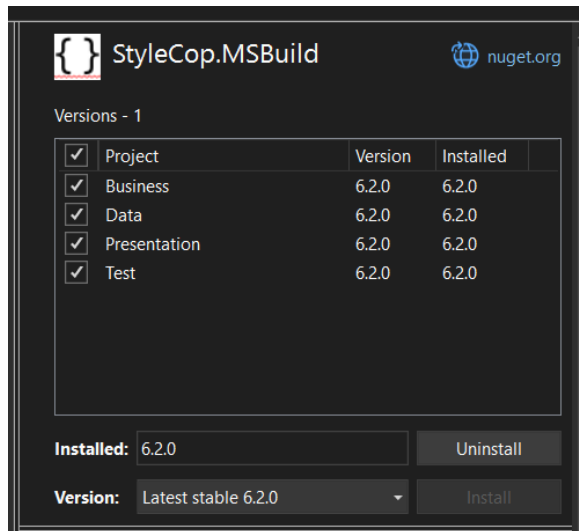 { } StyleCop.MSBuild nuget.org
Versions - 1
Project Version Installed
Business 6.2.0 6.2.0
Data 6.2.0 6.2.0
Presentation 6.2.0 6.2.0
Test 6.2.0 6.2.0
Installed: 6.2.0 Uninstall
Version: Latest stable 6.2.0 Install